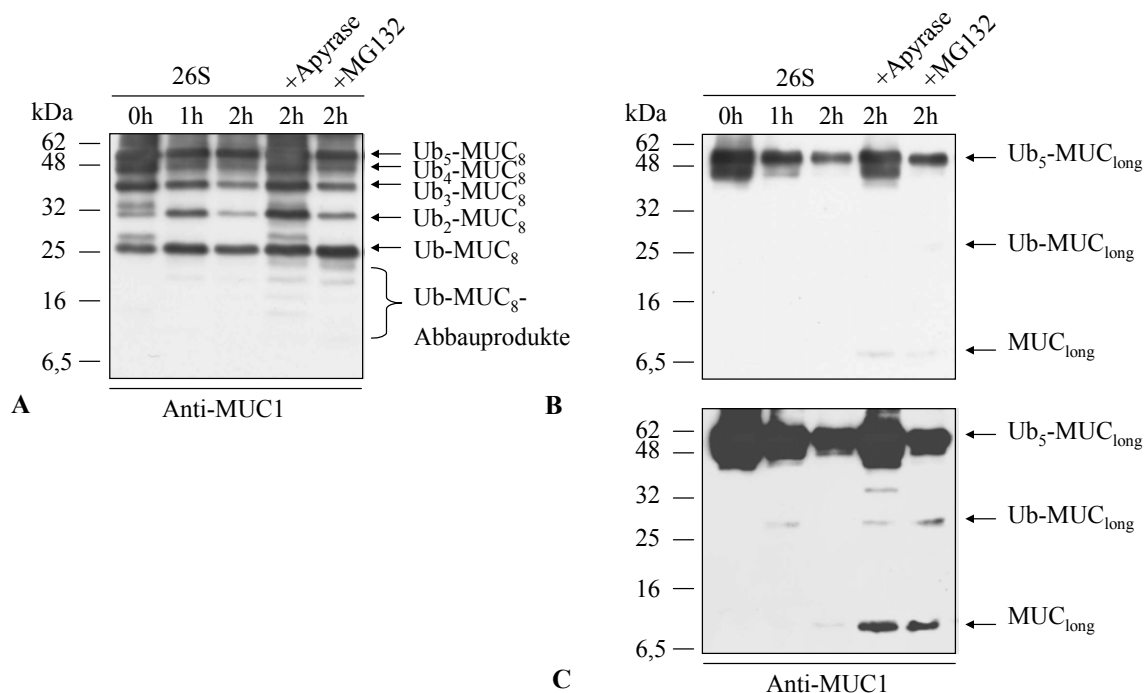 +Apyrase
+MG132
26S
kDa 0h 1h 2h 2h 2h
62
48
32
25
16
6,5
Ub5-MUC8
Ub4-MUC8
Ub3-MUC8
Ub2-MUC8
Ub-MUC8
Ub-MUC8-
Abbauprodukte
A
Anti-MUC1
+Apyrase
+MG132
26S
kDa 0h 1h 2h 2h 2h
62
48
32
25
16
6,5
Ub5-MUClong
Ub-MUClong
MUClong
B
62
48
32
25
16
6,5
Ub5-MUClong
Ub-MUClong
MUClong
C
Anti-MUC1